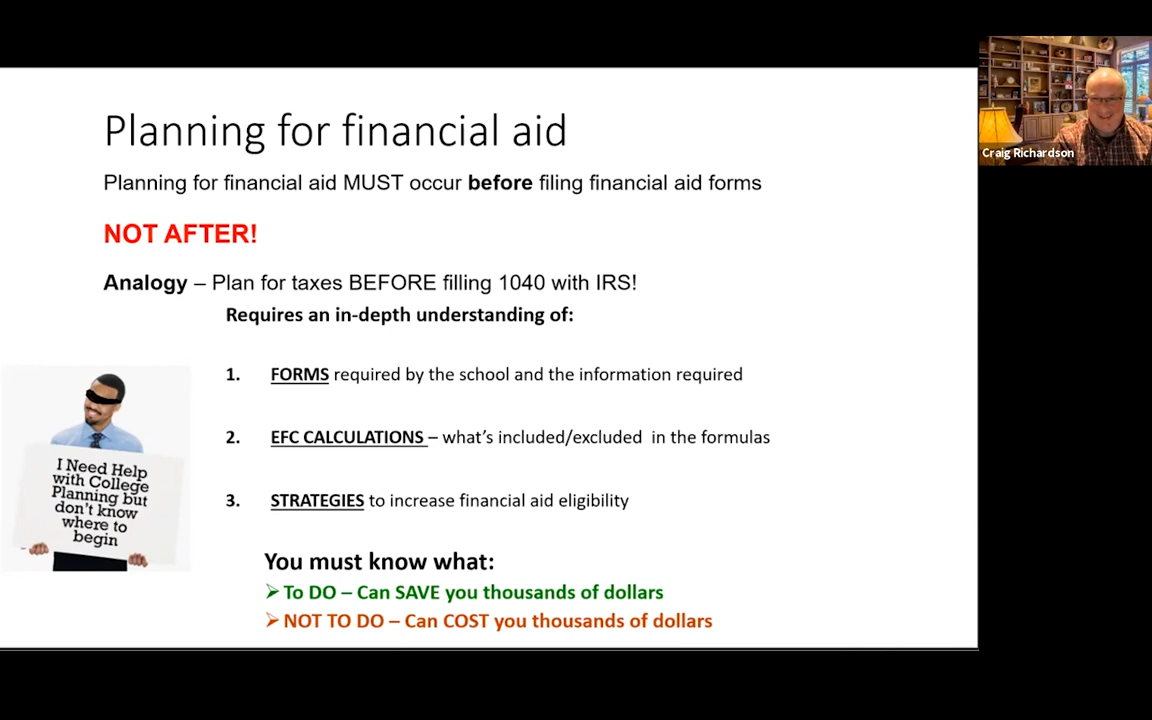 Planning for financial aid
Planning for financial aid MUST occur before filing financial aid forms
NOT AFTER!
Analogy – Plan for taxes BEFORE filling 1040 with IRS!
Requires an in-depth understanding of:
1. FORMS required by the school and the information required
2. EFC CALCULATIONS – what's included/excluded in the formulas
3. STRATEGIES to increase financial aid eligibility
I Need Help
with College
Planning but
don't know
where to
begin
You must know what:
To DO – Can SAVE you thousands of dollars
NOT TO DO – Can COST you thousands of dollars
Craig Richardson